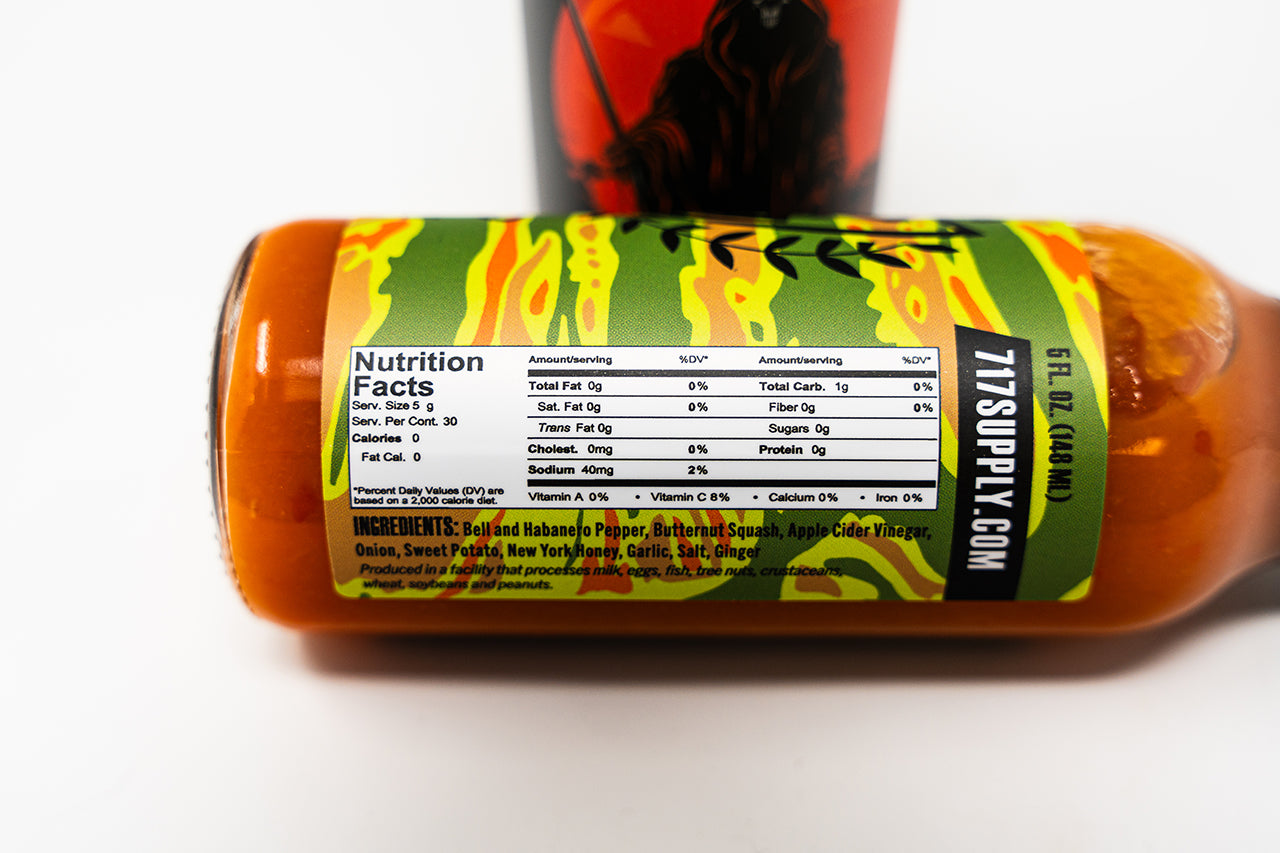 Nutrition
Facts
Serv. Size 5 g
Serv. Per Cont. 30
Calories 0
Fat Cal. 0
*Percent Daily Values (DV) are
based on a 2,000 calorie diet.
Amount/serving %DV* Amount/serving %DV*
Total Fat 0g 0% Total Carb. 1g 0%
Sat. Fat 0g 0% Fiber 0g 0%
Trans Fat 0g Sugars 0g
Cholest. 0mg 0% Protein 0g
Sodium 40mg 2%
Vitamin A 0% • Vitamin C 8% • Calcium 0% • Iron 0%
INGREDIENTS: Bell and Habanero Pepper, Butternut Squash, Apple Cider Vinegar,
Onion, Sweet Potato, New York Honey, Garlic, Salt, Ginger
Produced in a facility that processes milk, eggs, fish, tree nuts, crustaceans,
wheat, soybeans and peanuts.
717SUPPLY.COM
5 FL. OZ. (148 ML)